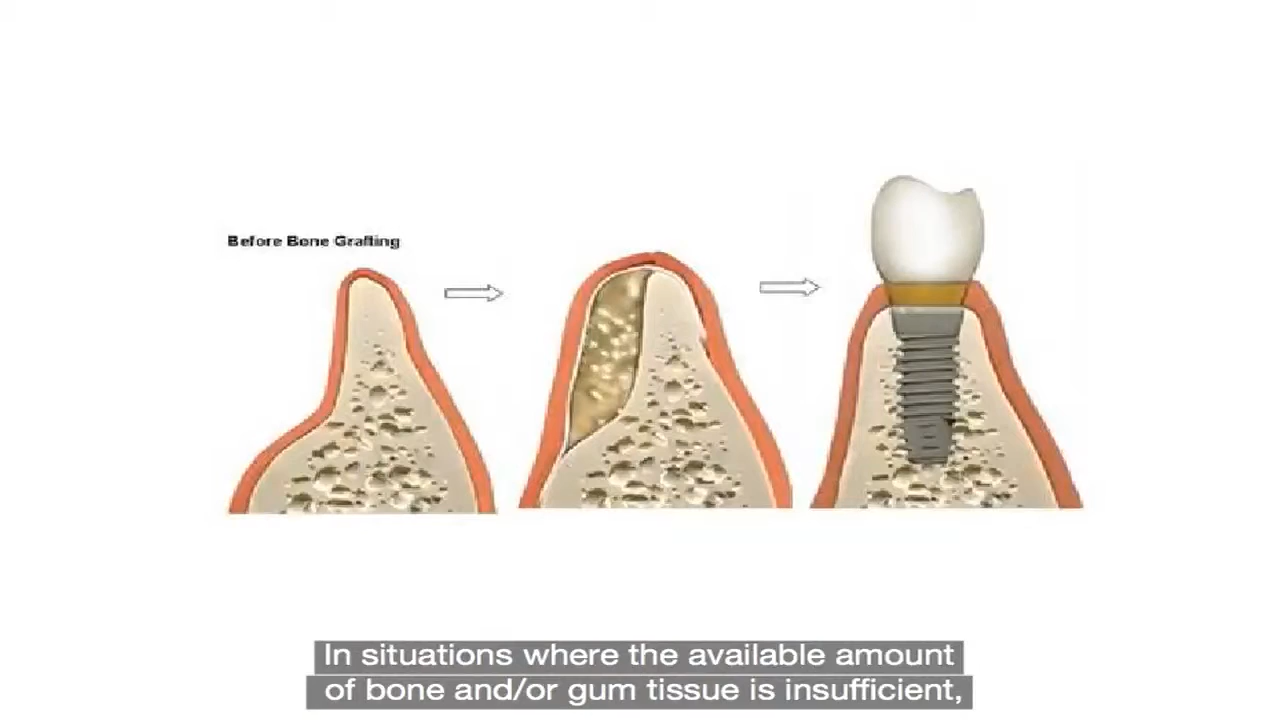 Before Bone Grafting
In situations where the available amount
of bone and/or gum tissue is insufficient,